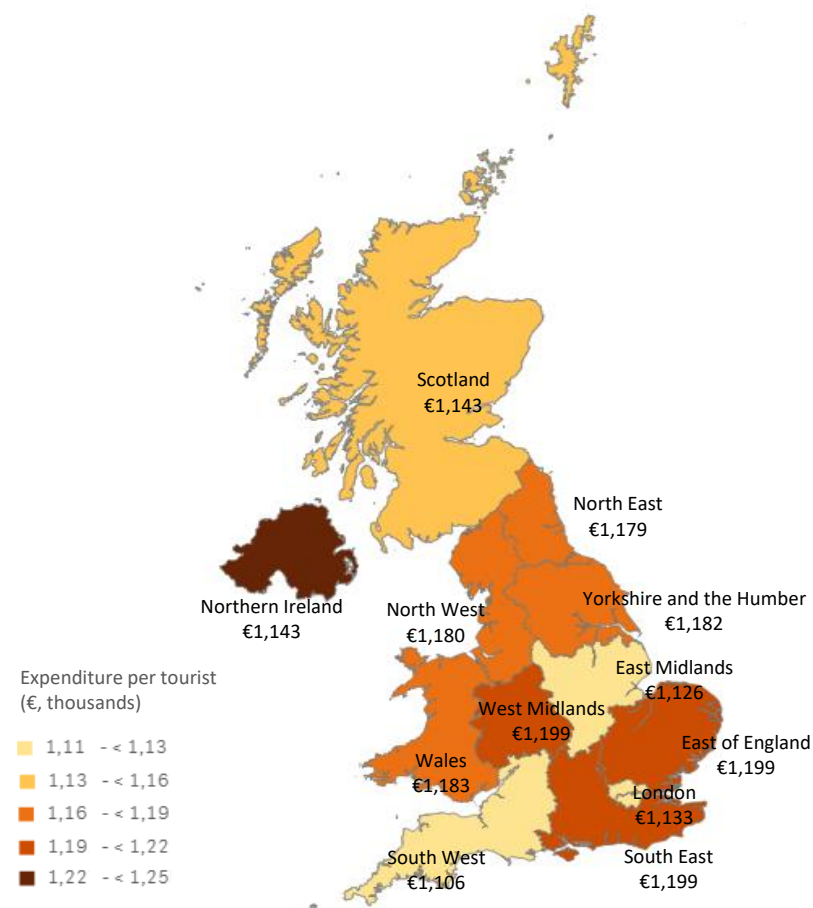 Scotland
€1,143
North East
€1,179
Northern Ireland
€1,143
North West
€1,180
Yorkshire and the Humber
€1,182
East Midlands
€1,126
West Midlands
€1,199
East of England
€1,199
Wales
€1,183
London
€1,133
South West
€1,106
South East
€1,199
Expenditure per tourist
(€, thousands)
1,11 - < 1,13
1,13 - < 1,16
1,16 - < 1,19
1,19 - < 1,22
1,22 - < 1,25